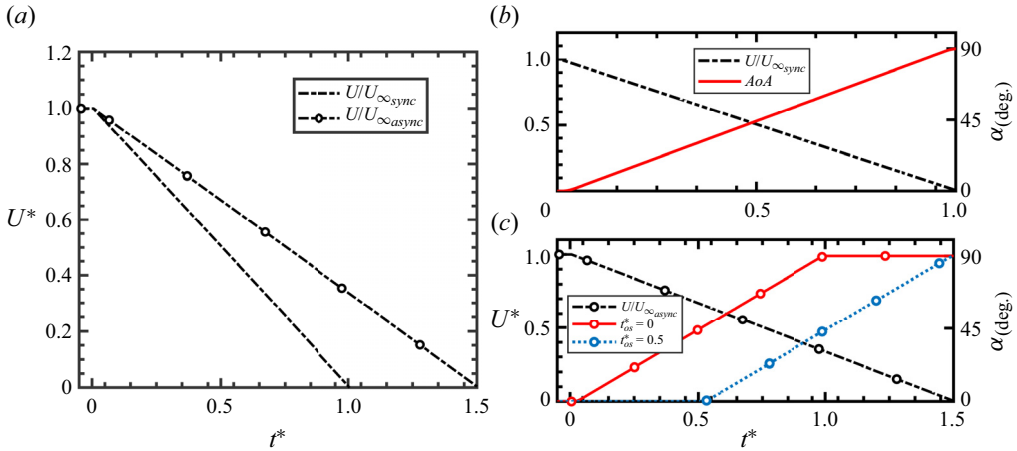 (a)
1.2
1.0
0.8
0.6
0.4
0.2
0
U*
0
0.5
1.0
1.5
t*
U/U∞sync
U/U∞async
(b)
1.0
0.5
0
0
0.5
1.0
90
45
0
α(deg.)
U/U∞sync
AoA
(c)
1.0
0.5
0
U*
0
0.5
1.0
1.5
t*
90
45
0
α(deg.)
U/U∞async
t*os = 0
t*os = 0.5